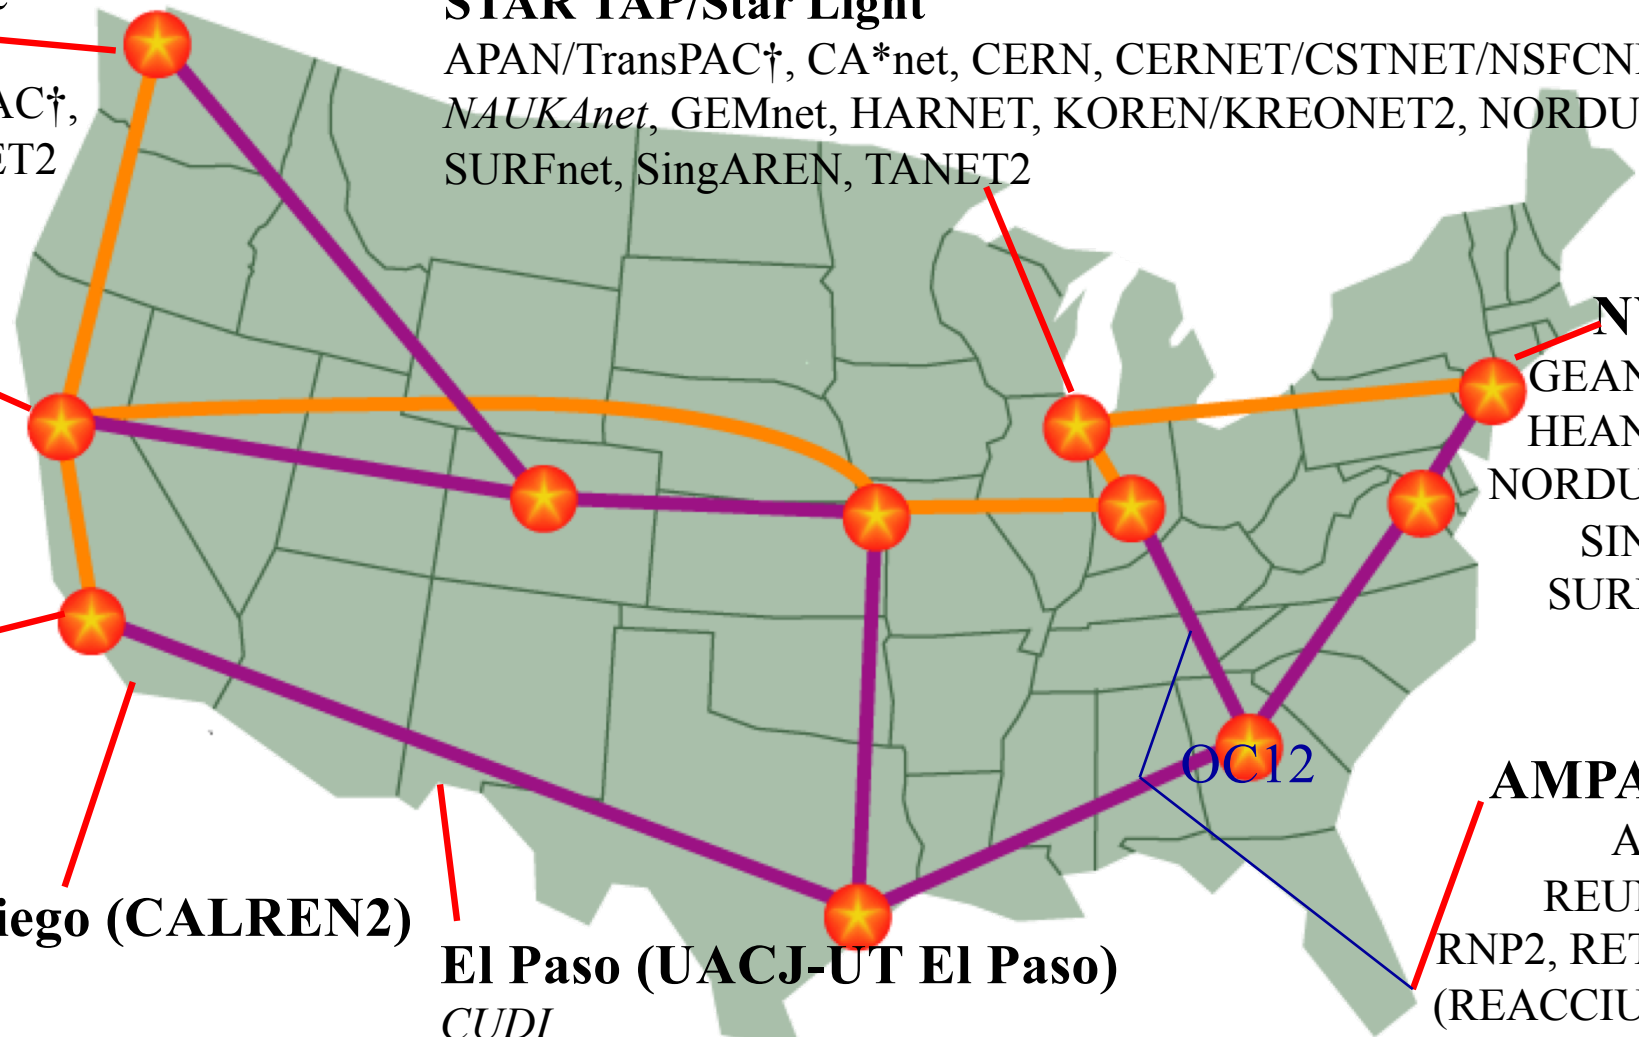 STAR TAP/Star Light
APAN/TransPAC†, CA*net, CERN, CERNET/CSTNET/NSFCN
NAUKAnet, GEMnet, HARNET, KOREN/KREONET2, NORDU
SURFnet, SingAREN, TANET2
AC†,
ET2
N
GEAN
HEAN
NORDU
SIN
SUR
OC12
AMPA
A
REU
RNP2, RET
(REACCIU
iego (CALREN2)
El Paso (UACJ-UT El Paso)
CUDI